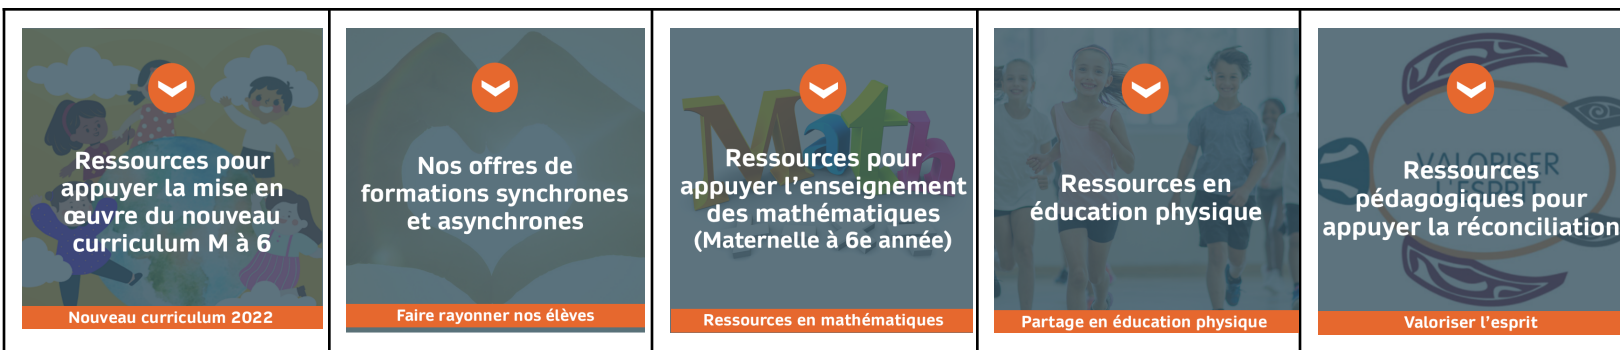 Ressources pour
appuyer la mise en
œuvre du nouveau
curriculum M à 6
Nouveau curriculum 2022
Nos offres de
formations synchrones
et asynchrones
Faire rayonner nos élèves
Math
Ressources pour
appuyer l’enseignement
des mathématiques
(Maternelle à 6e année)
Ressources en mathématiques
Ressources en
éducation physique
Partage en éducation physique
VALORISER
L'ESPRIT
Ressources
pédagogiques pour
appuyer la réconciliation
Valoriser l’esprit